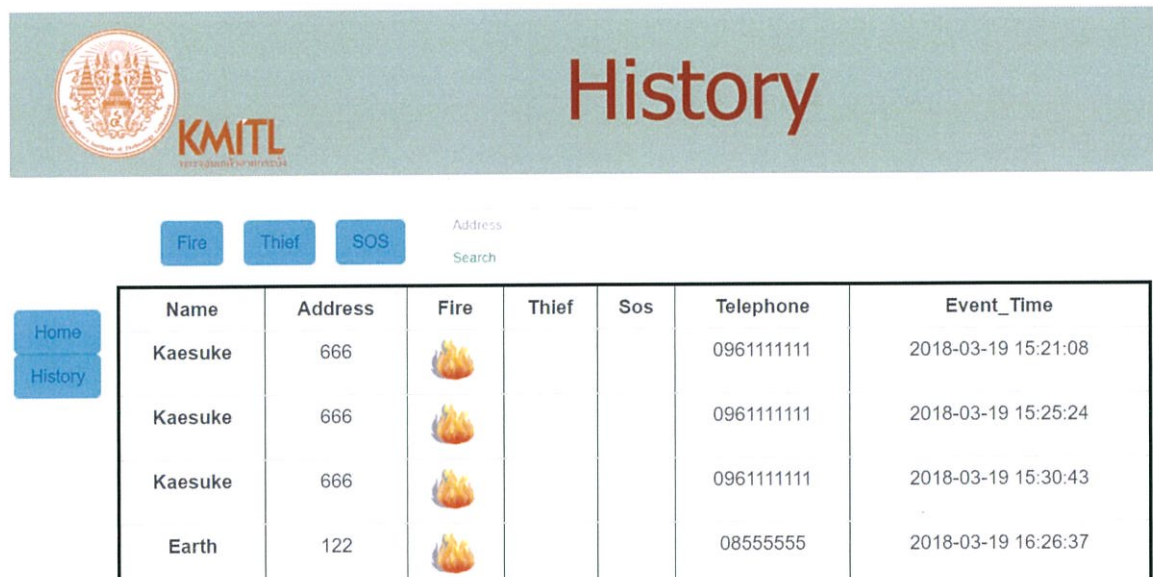 History
KMITL
Fire Thief SOS
Address
Search
Home
History
Name Address Fire Thief Sos Telephone Event_Time
Kaesuke 666 0961111111 2018-03-19 15:21:08
Kaesuke 666 0961111111 2018-03-19 15:25:24
Kaesuke 666 0961111111 2018-03-19 15:30:43
Earth 122 08555555 2018-03-19 16:26:37